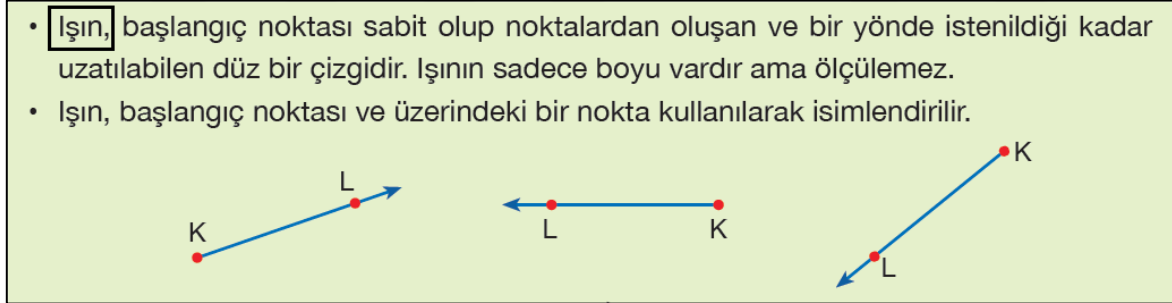 • Işın, başlangıç noktası sabit olup noktalardan oluşan ve bir yönde istenildiği kadar
uzatılabilen düz bir çizgidir. Işının sadece boyu vardır ama ölçülemez.
• Işın, başlangıç noktası ve üzerindeki bir nokta kullanılarak isimlendirilir.
K L
L K
K
L